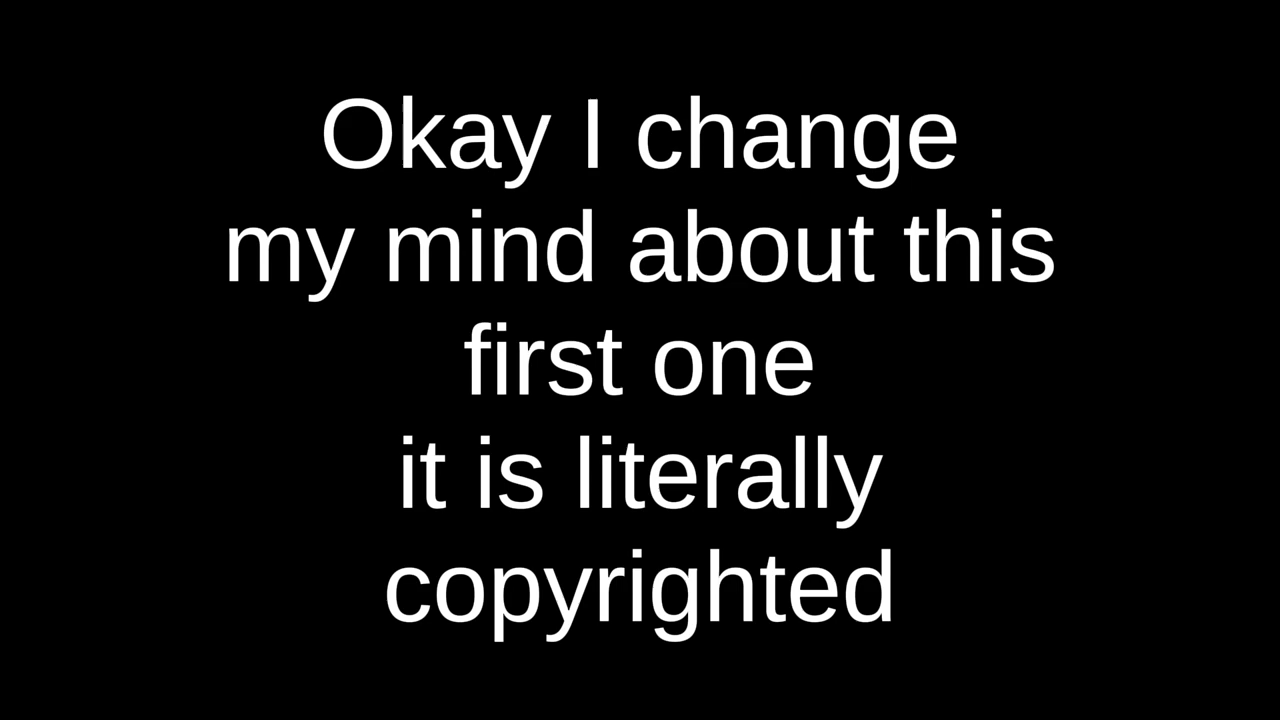 Okay I change
my mind about this
first one
it is literally
copyrighted